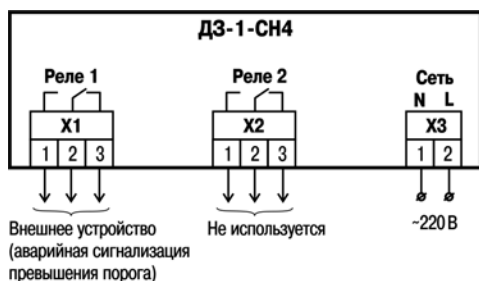 ДЗ-1-СН4
Реле 1
Реле 2
Сеть
N L
X1
X2
X3
1 2 3
1 2 3
1 2
Внешнее устройство
(аварийная сигнализация
превышения порога)
Не используется
~220 В